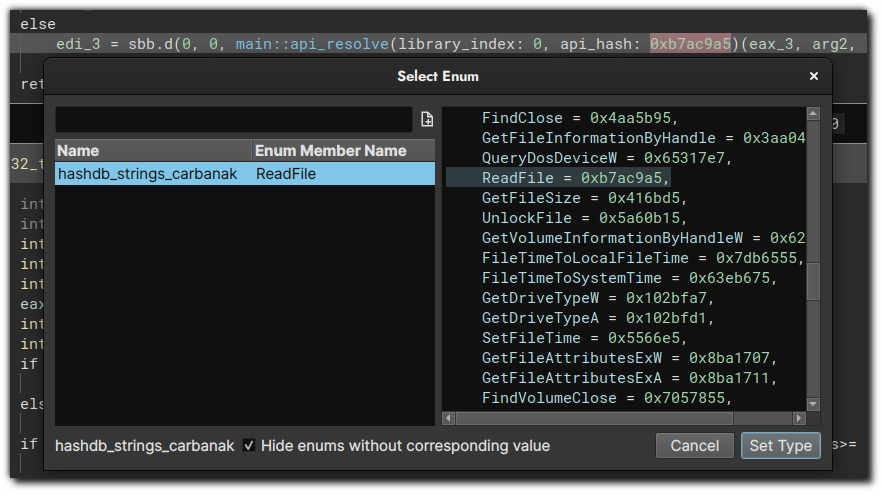 else
edi_3 = sbb.d(0, 0, main::api_resolve(library_index: 0, api_hash: 0xb7ac9a5)(eax_3, arg2,
ret
Select Enum
×
0
32_t
Name
Enum Member Name
hashdb_strings_carbanak
ReadFile
FindClose = 0x4aa5b95,
GetFileInformationByHandle = 0x3aa04
QueryDosDeviceW = 0x65317e7,
ReadFile = 0xb7ac9a5,
GetFileSize = 0x416bd5,
UnlockFile = 0x5a60b15,
GetVolumeInformationByHandleW = 0x62
FileTimeToLocalFileTime = 0x7db6555,
FileTimeToSystemTime = 0x63eb675,
GetDriveTypeW = 0x102bfa7,
GetDriveTypeA = 0x102bfd1,
SetFileTime = 0x5566e5,
GetFileAttributesExW = 0x8ba1707,
GetFileAttributesExA = 0x8ba1711,
FindVolumeClose = 0x7057855,
int
int
int
int
int
eax
int
int
if
els
if
hashdb_strings_carbanak
Hide enums without corresponding value
Cancel
Set Type
s>=